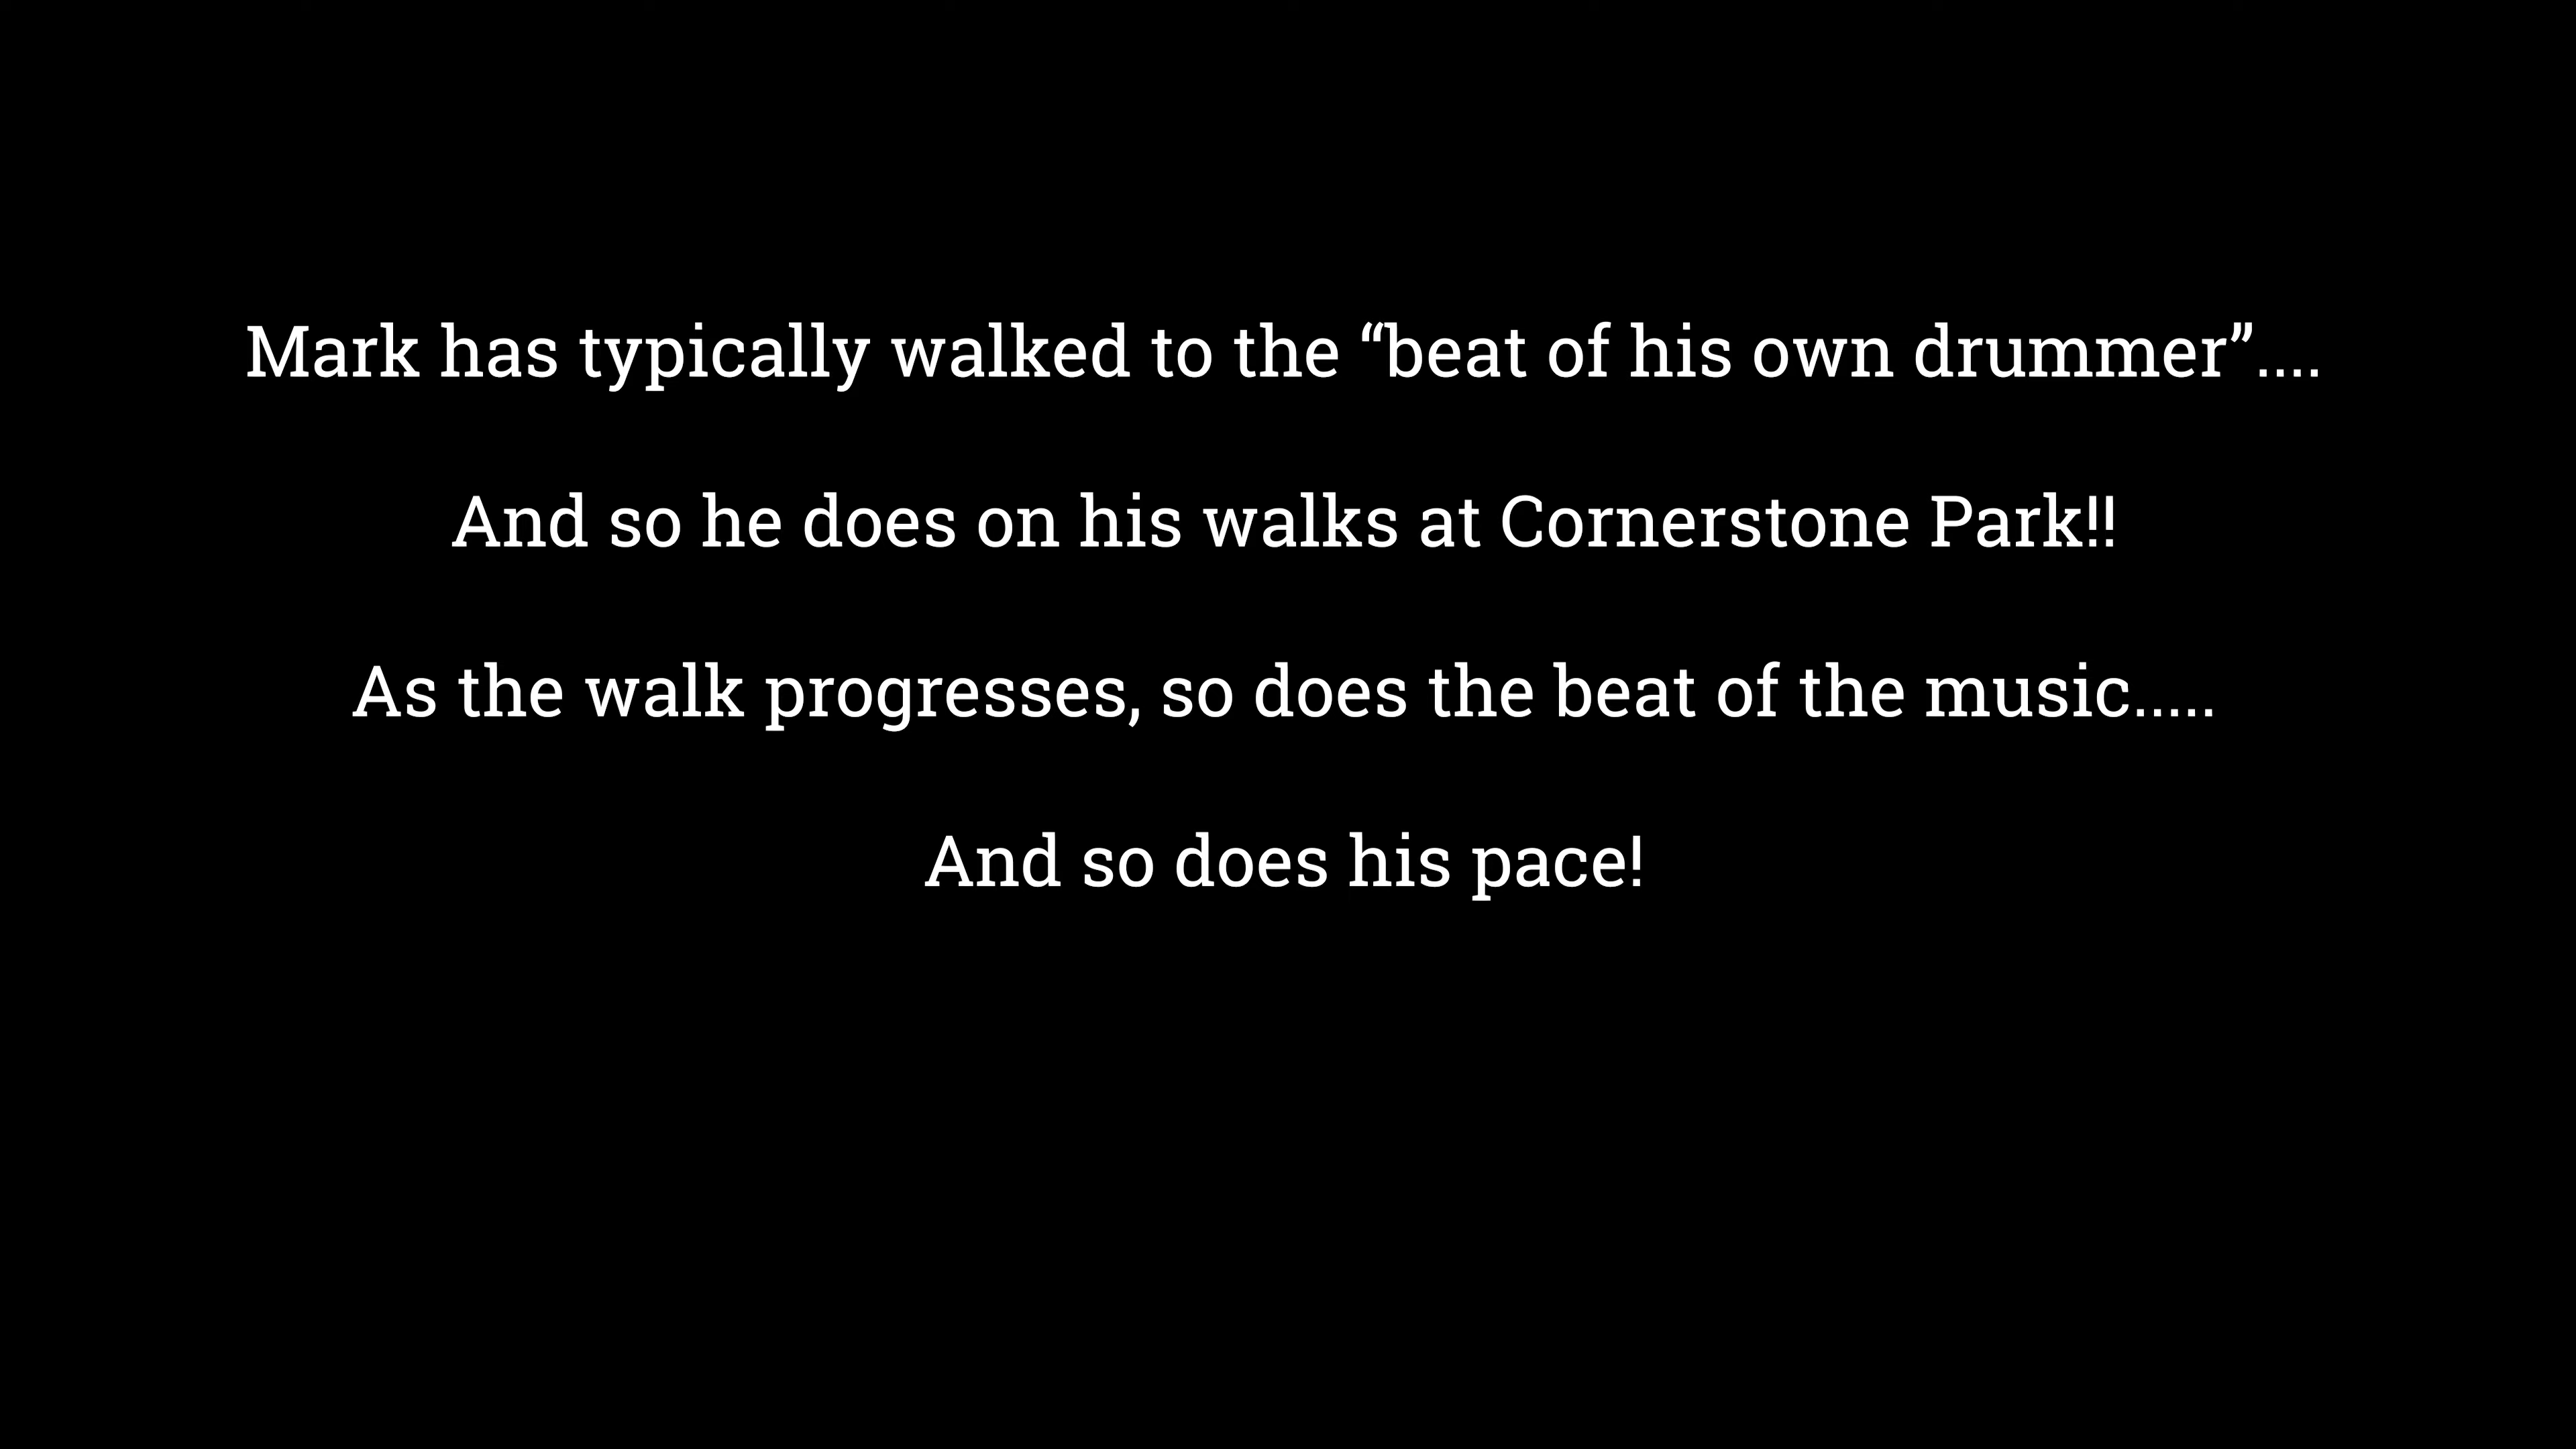 Mark has typically walked to the “beat of his own drummer”....
And so he does on his walks at Cornerstone Park!!
As the walk progresses, so does the beat of the music.....
And so does his pace!